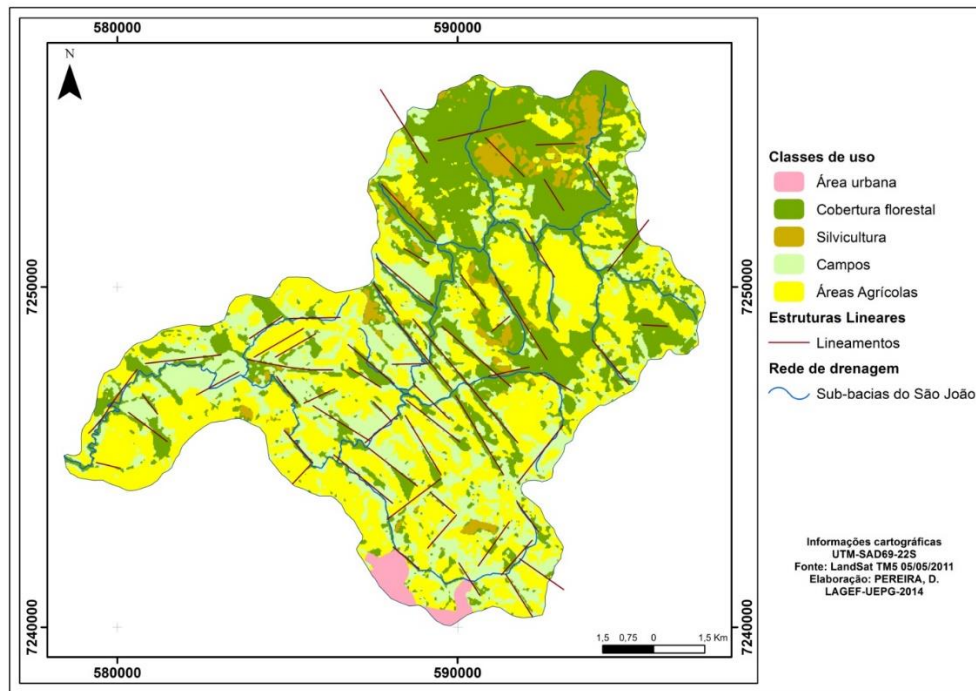 580000
590000
N
7250000
7250000
7240000
7240000
1,5 0,75 0 1,5 Km
580000
590000
Classes de uso
Área urbana
Cobertura florestal
Silvicultura
Campos
Áreas Agrícolas
Estruturas Lineares
Lineamentos
Rede de drenagem
Sub-bacias do São João
Informações cartográficas
UTM-SAD69-22S
Fonte: LandSat TM5 05/05/2011
Elaboração: PEREIRA, D.
LAGEF-UEPG-2014